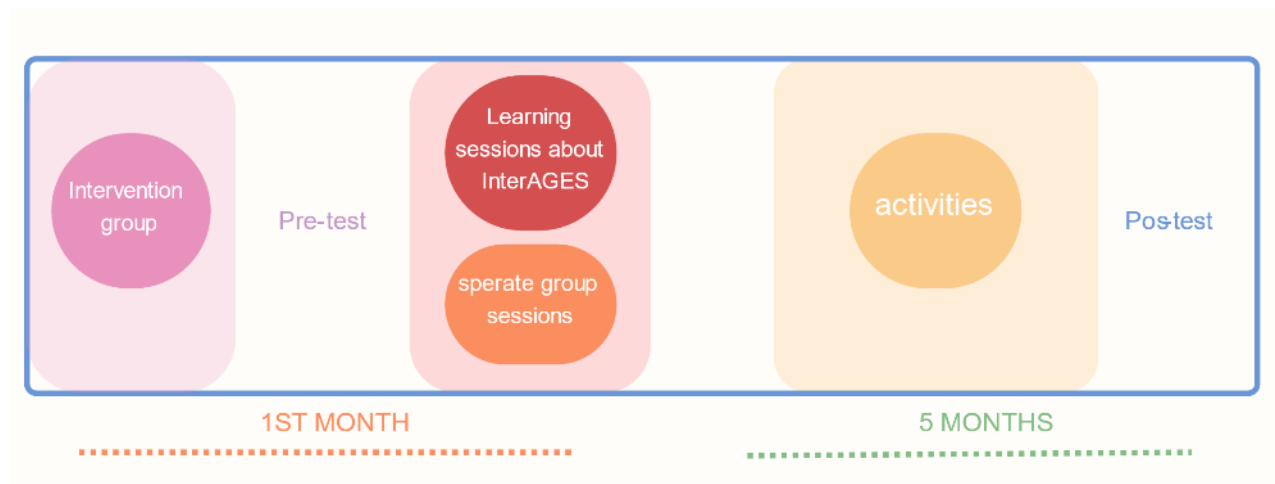 Intervention
group
Pre-test
Learning
sessions about
InterAGES
sperate group
sessions
activities
Pos-test
1ST MONTH
5 MONTHS